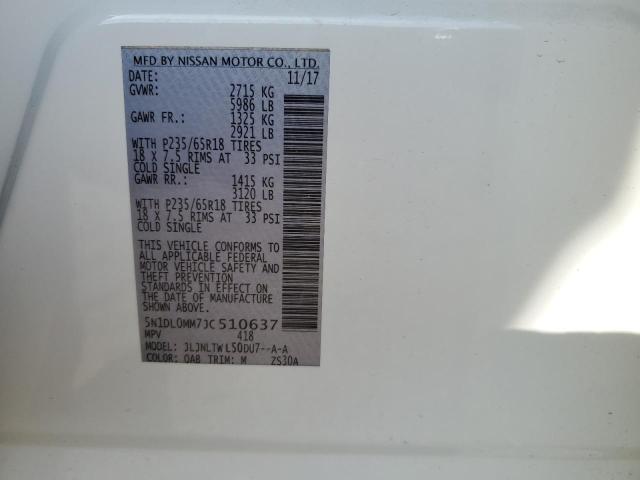 MFD BY NISSAN MOTOR CO., LTD.
DATE: 11/17
GVWR: 2715 KG
5986 LB
GAWR FR.: 1325 KG
2921 LB
WITH P235/65R18 TIRES
18 X 7.5 RIMS AT 33 PSI
COLD SINGLE
GAWR RR.: 1415 KG
3120 LB
WITH P235/65R18 TIRES
18 X 7.5 RIMS AT 33 PSI
COLD SINGLE
THIS VEHICLE CONFORMS TO
ALL APPLICABLE FEDERAL
MOTOR VEHICLE SAFETY AND
THEFT PREVENTION
STANDARDS IN EFFECT ON
THE DATE OF MANUFACTURE
SHOWN ABOVE.
5N1DL0MM7JC510637
MPV 418
MODEL: JLJNLTWL50DU7--A-A
COLOR: QAB TRIM: M ZS30A